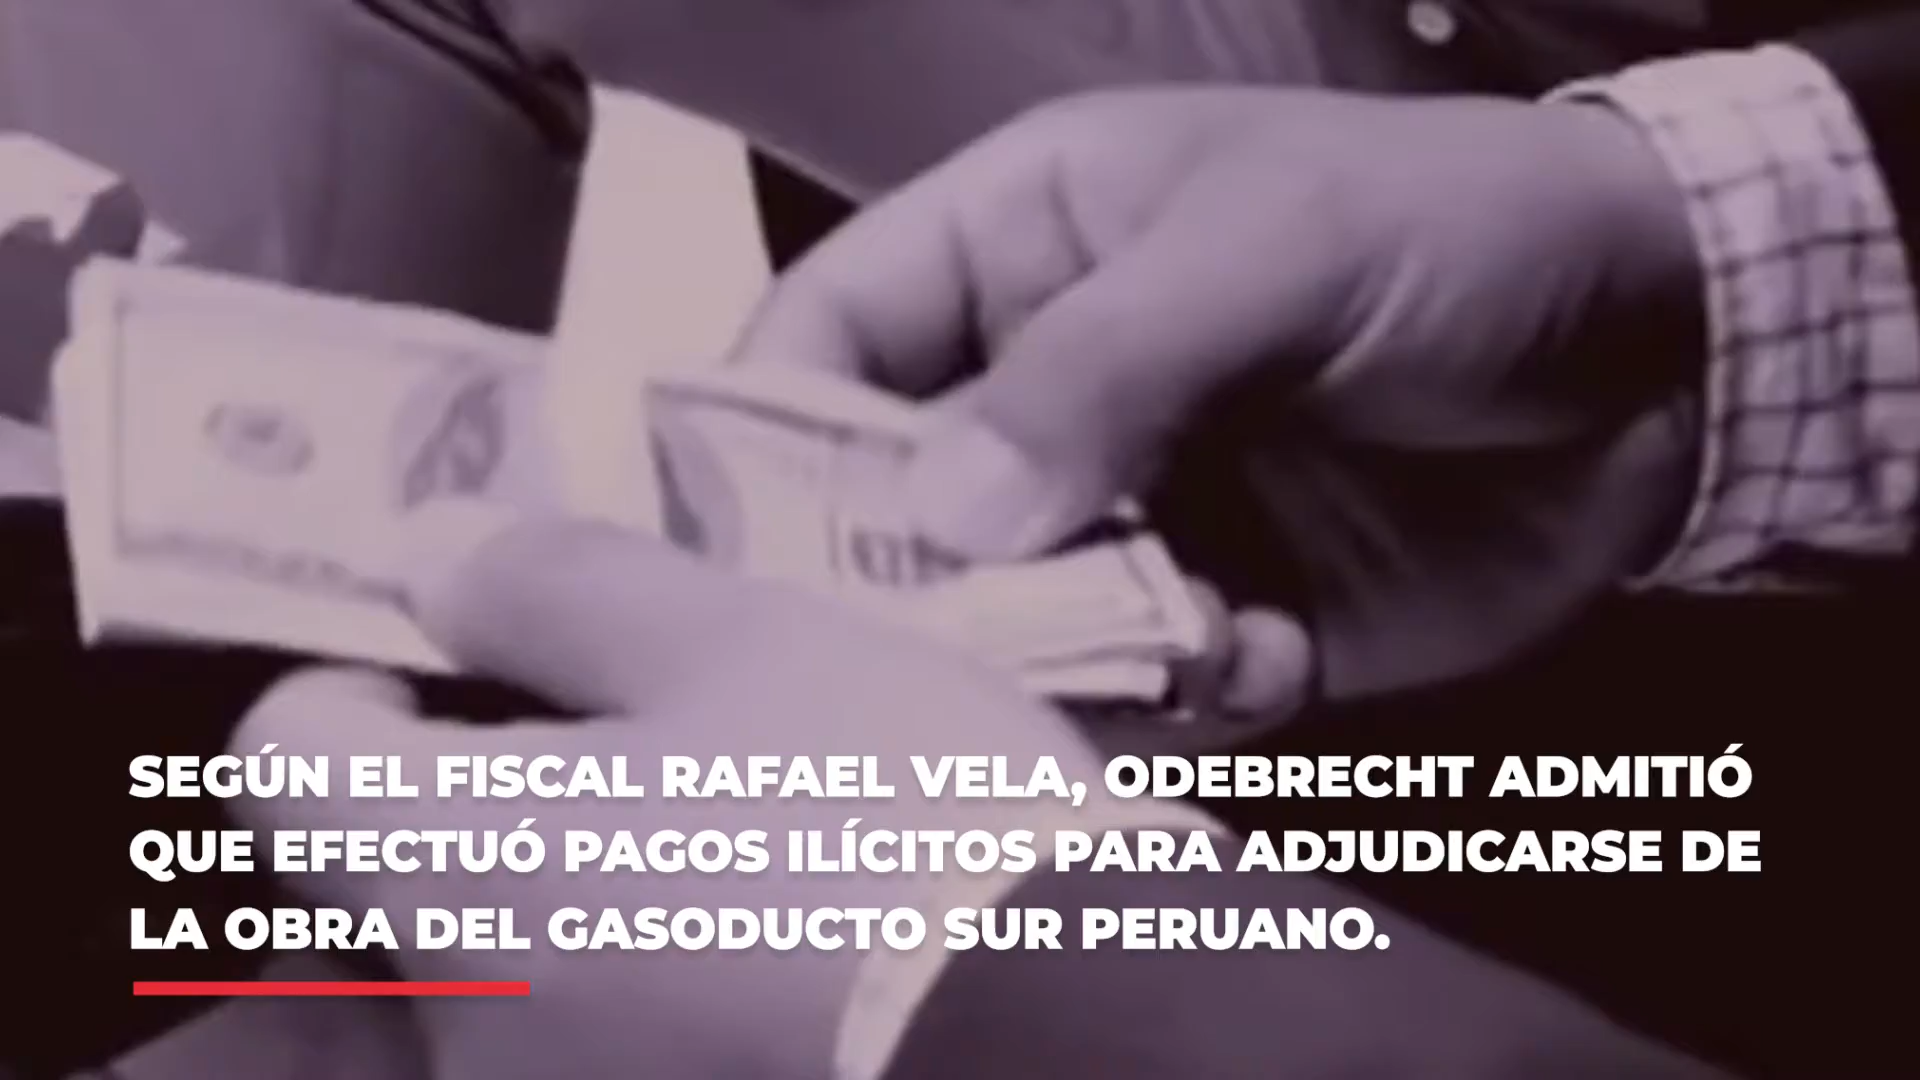 SEGÚN EL FISCAL RAFAEL VELA, ODEBRECHT ADMITIÓ
QUE EFECTUÓ PAGOS ILÍCITOS PARA ADJUDICARSE DE
LA OBRA DEL GASODUCTO SUR PERUANO.